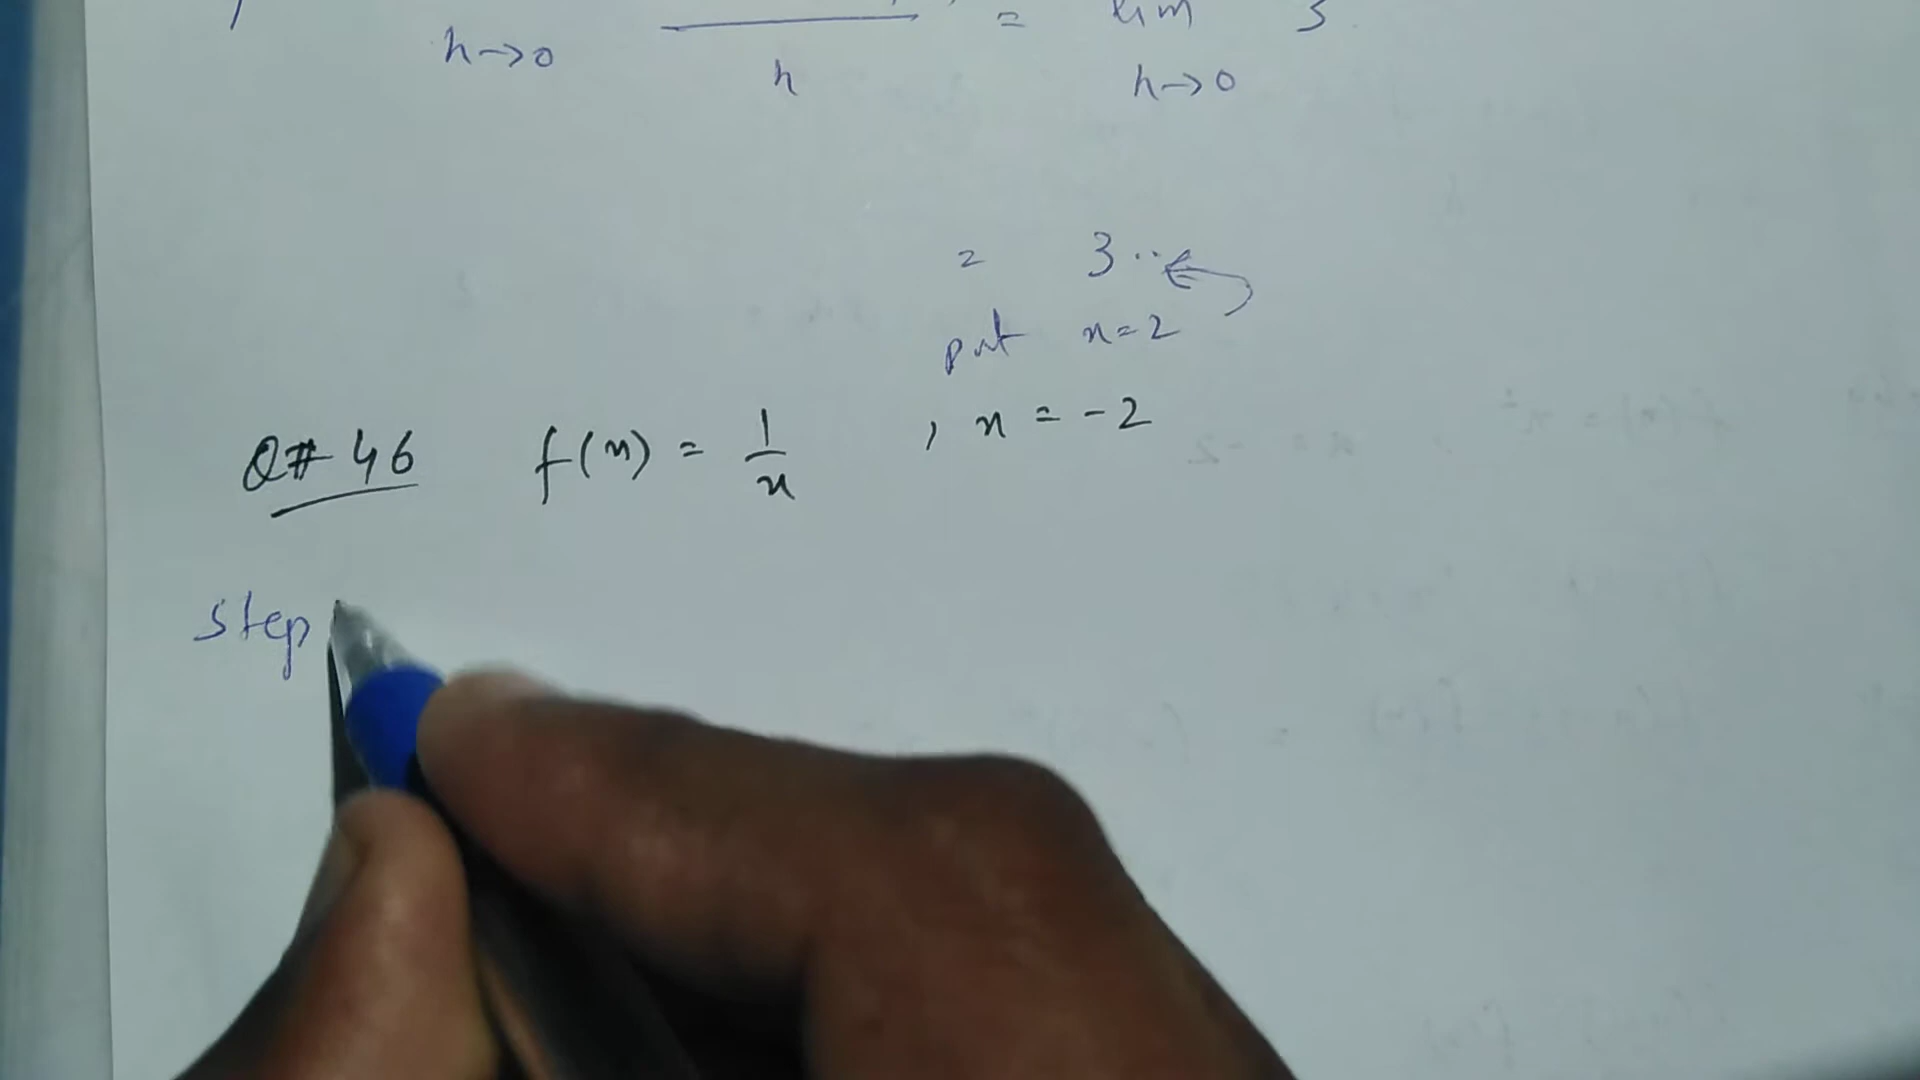 = lim 3
h→0 h h→0
= 3..
put x=2
Q# 46 f(x) = 1/x , x = -2
Step